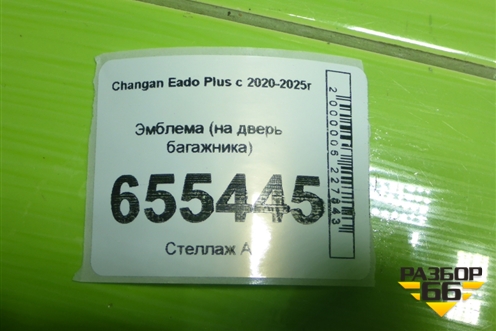 Changan Eado Plus с 2020-2025г
Эмблема (на дверь
багажника)
655445
Стеллаж А
2000006227843
РАЗБОР
66